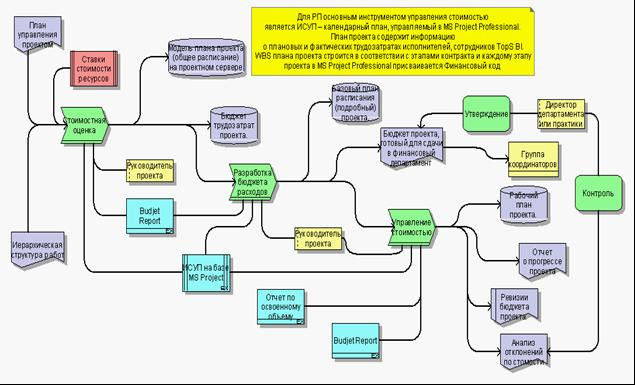 Для РП основным инструментом управления стоимостью
является ИСУП – календарный план, управляемый в MS Project Professional.
План проекта содержит информацию
о плановых и фактических трудозатратах исполнителей, сотрудников TopS BI.
WBS плана проекта строится в соответствии с этапами контракта и каждому этапу
проекта в MS Project Professional присваивается Финансовый код
План
управления
проектом
Ставки
стоимости
ресурсов
Модель плана проекта
(общее расписание)
на проектном сервере
Стоимостная
оценка
Бюджет
трудозатрат
проекта.
Базовый план
расписания
(подробный)
проекта.
Утверждение
Директор
департамента
или практики
Бюджет проекта,
готовый для сдачи
в финансовый
департамент
Группа
координаторов
Руководитель
проекта
Разработка
бюджета
расходов
Контроль
Budjet
Report
Рабочий
план
проекта.
Руководитель
проекта
Управление
стоимостью
Иерархическая
структура работ
ИСУП на базе
MS Project
Отчет
о прогрессе
проекта
Отчет по
освоенному
объему
Ревизии
бюджета
проекта.
Budjet Report
Анализ
отклонений
по стомости